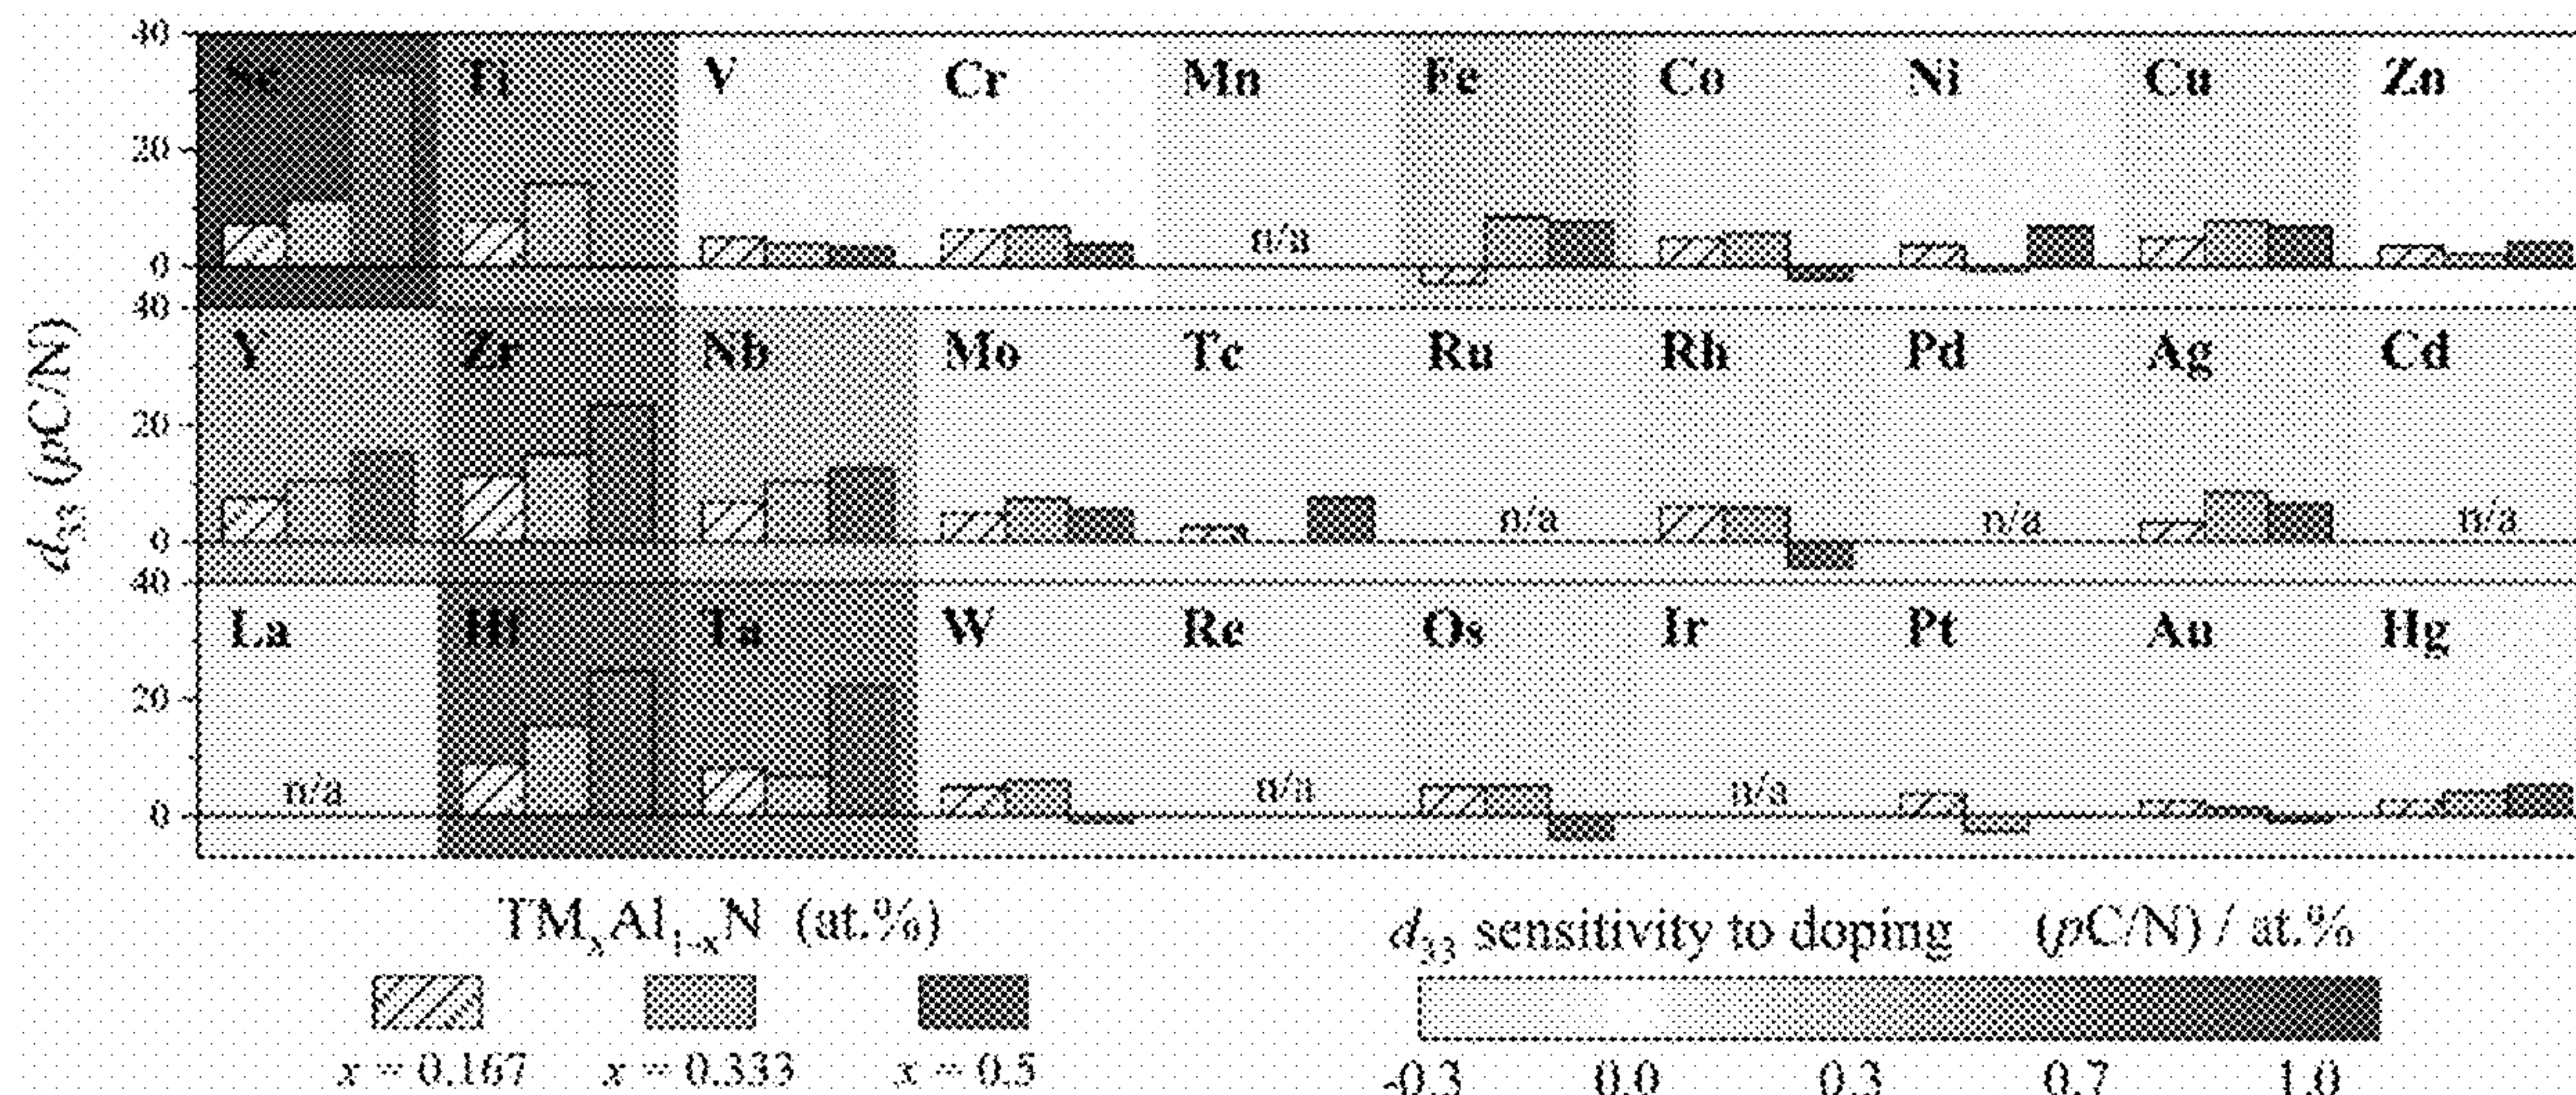 40
Sc Ti V Cr Mn Fe Co Ni Cu Zn
20
n/a
0
40
Y Zr Nb Mo Tc Ru Rh Pd Ag Cd
20
n/a n/a n/a
0
40
La Hf Ta W Re Os Ir Pt Au Hg
20
n/a n/a n/a
0
d33 (pC/N)
TMxAl1-xN (at.%)
x = 0.167 x = 0.333 x = 0.5
d33 sensitivity to doping (pC/N) / at.%
-0.3 0.0 0.3 0.7 1.0